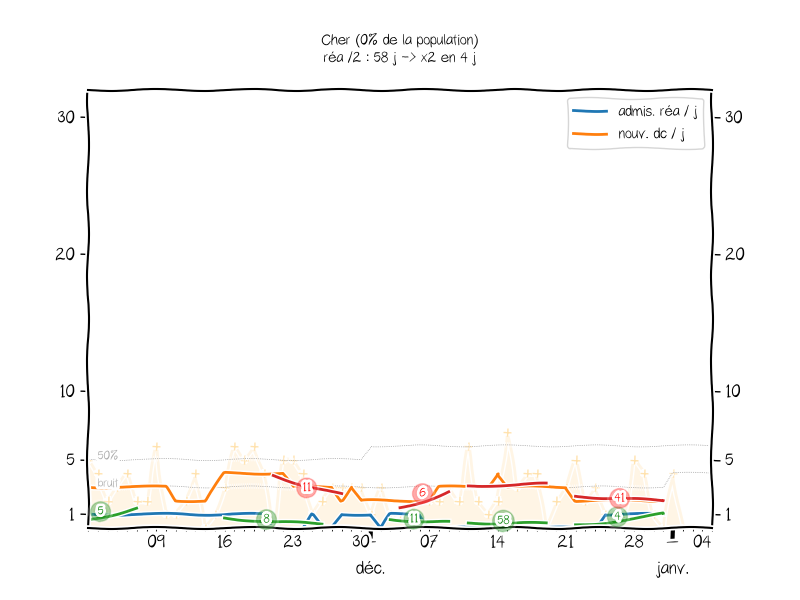 Cher (0% de la population)
réa /2 : 58 j -> x2 en 4 j
admis. réa / j
nouv. dc / j
30 30
20 20
10 10
50%
5 5
bruit
11 6 41
1 5 8 11 58 4 1
09 16 23 30 07 14 21 28 04
déc. janv.